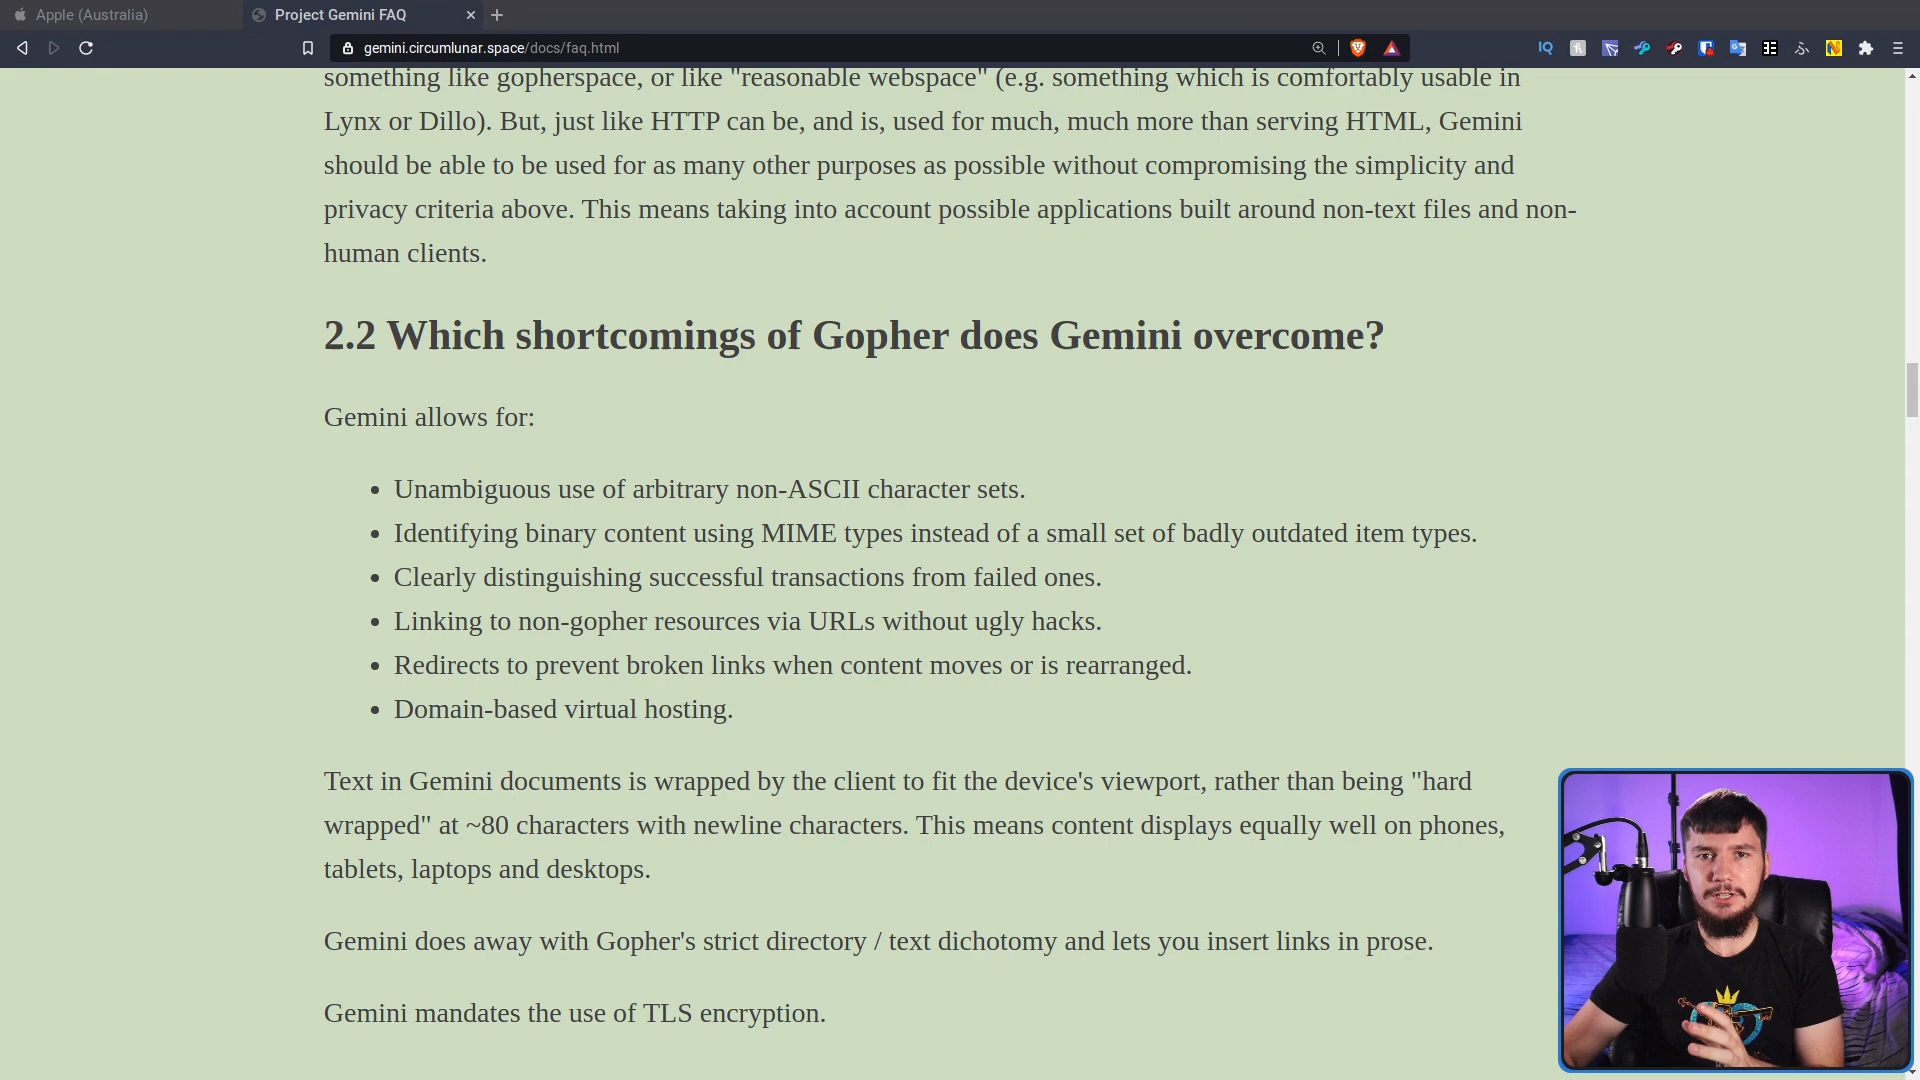 Apple (Australia)
Project Gemini FAQ
gemini.circumlunar.space/docs/faq.html
IQ
something like gopherspace, or like "reasonable webspace" (e.g. something which is comfortably usable in
Lynx or Dillo). But, just like HTTP can be, and is, used for much, much more than serving HTML, Gemini
should be able to be used for as many other purposes as possible without compromising the simplicity and
privacy criteria above. This means taking into account possible applications built around non-text files and non-
human clients.
2.2 Which shortcomings of Gopher does Gemini overcome?
Gemini allows for:
• Unambiguous use of arbitrary non-ASCII character sets.
• Identifying binary content using MIME types instead of a small set of badly outdated item types.
• Clearly distinguishing successful transactions from failed ones.
• Linking to non-gopher resources via URLs without ugly hacks.
• Redirects to prevent broken links when content moves or is rearranged.
• Domain-based virtual hosting.
Text in Gemini documents is wrapped by the client to fit the device's viewport, rather than being "hard
wrapped" at ~80 characters with newline characters. This means content displays equally well on phones,
tablets, laptops and desktops.
Gemini does away with Gopher's strict directory / text dichotomy and lets you insert links in prose.
Gemini mandates the use of TLS encryption.